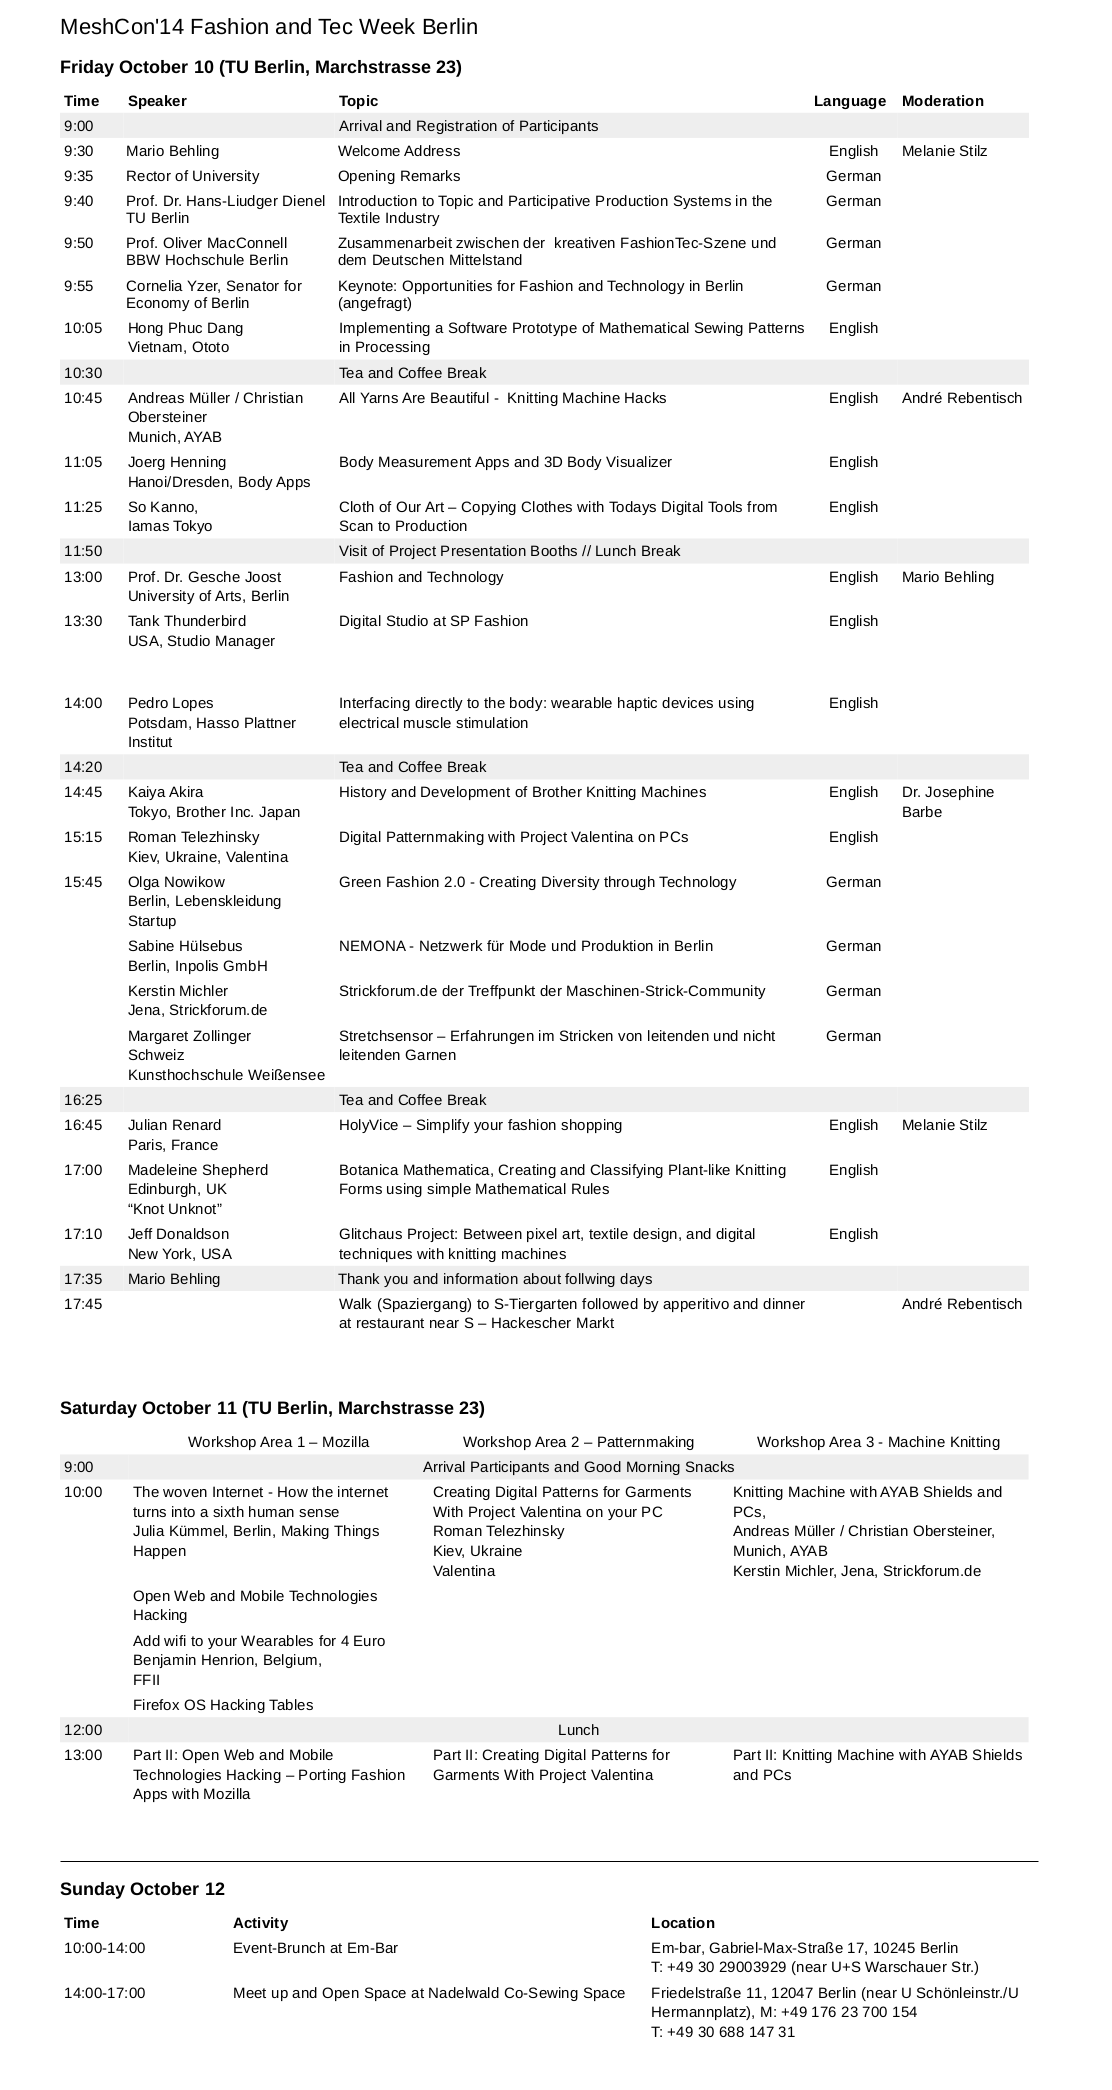 MeshCon'14 Fashion and Tec Week Berlin
Friday October 10 (TU Berlin, Marchstrasse 23)
Time Speaker Topic Language Moderation
9:00 Arrival and Registration of Participants
9:30 Mario Behling Welcome Address English Melanie Stilz
9:35 Rector of University Opening Remarks German
9:40 Prof. Dr. Hans-Liudger Dienel Introduction to Topic and Participative Production Systems in the German
TU Berlin Textile Industry
9:50 Prof. Oliver MacConnell Zusammenarbeit zwischen der  kreativen FashionTec-Szene und German
BBW Hochschule Berlin dem Deutschen Mittelstand
9:55 Cornelia Yzer, Senator for Keynote: Opportunities for Fashion and Technology in Berlin German
Economy of Berlin (angefragt)
10:05 Hong Phuc Dang Implementing a Software Prototype of Mathematical Sewing Patterns English
Vietnam, Ototo in Processing
10:30 Tea and Coffee Break
10:45 Andreas Müller / Christian All Yarns Are Beautiful -  Knitting Machine Hacks English André Rebentisch
Obersteiner
Munich, AYAB
11:05 Joerg Henning Body Measurement Apps and 3D Body Visualizer English
Hanoi/Dresden, Body Apps
11:25 So Kanno, Cloth of Our Art – Copying Clothes with Todays Digital Tools from English
Iamas Tokyo Scan to Production
11:50 Visit of Project Presentation Booths // Lunch Break
13:00 Prof. Dr. Gesche Joost Fashion and Technology English Mario Behling
University of Arts, Berlin
13:30 Tank Thunderbird Digital Studio at SP Fashion English
USA, Studio Manager
14:00 Pedro Lopes Interfacing directly to the body: wearable haptic devices using English
Potsdam, Hasso Plattner electrical muscle stimulation
Institut
14:20 Tea and Coffee Break
14:45 Kaiya Akira History and Development of Brother Knitting Machines English Dr. Josephine
Tokyo, Brother Inc. Japan Barbe
15:15 Roman Telezhinsky Digital Patternmaking with Project Valentina on PCs English
Kiev, Ukraine, Valentina
15:45 Olga Nowikow Green Fashion 2.0 - Creating Diversity through Technology German
Berlin, Lebenskleidung
Startup
Sabine Hülsebus NEMONA - Netzwerk für Mode und Produktion in Berlin German
Berlin, Inpolis GmbH
Kerstin Michler Strickforum.de der Treffpunkt der Maschinen-Strick-Community German
Jena, Strickforum.de
Margaret Zollinger Stretchsensor – Erfahrungen im Stricken von leitenden und nicht German
Schweiz leitenden Garnen
Kunsthochschule Weißensee
16:25 Tea and Coffee Break
16:45 Julian Renard HolyVice – Simplify your fashion shopping English Melanie Stilz
Paris, France
17:00 Madeleine Shepherd Botanica Mathematica, Creating and Classifying Plant-like Knitting English
Edinburgh, UK Forms using simple Mathematical Rules
“Knot Unknot”
17:10 Jeff Donaldson Glitchaus Project: Between pixel art, textile design, and digital English
New York, USA techniques with knitting machines
17:35 Mario Behling Thank you and information about follwing days
17:45 Walk (Spaziergang) to S-Tiergarten followed by apperitivo and dinner André Rebentisch
at restaurant near S – Hackescher Markt
Saturday October 11 (TU Berlin, Marchstrasse 23)
Workshop Area 1 – Mozilla Workshop Area 2 – Patternmaking Workshop Area 3 - Machine Knitting
9:00 Arrival Participants and Good Morning Snacks
10:00 The woven Internet - How the internet Creating Digital Patterns for Garments Knitting Machine with AYAB Shields and
turns into a sixth human sense With Project Valentina on your PC PCs,
Julia Kümmel, Berlin, Making Things Roman Telezhinsky Andreas Müller / Christian Obersteiner,
Happen Kiev, Ukraine Munich, AYAB
Valentina Kerstin Michler, Jena, Strickforum.de
Open Web and Mobile Technologies
Hacking
Add wifi to your Wearables for 4 Euro
Benjamin Henrion, Belgium,
FFII
Firefox OS Hacking Tables
12:00 Lunch
13:00 Part II: Open Web and Mobile Part II: Creating Digital Patterns for Part II: Knitting Machine with AYAB Shields
Technologies Hacking – Porting Fashion Garments With Project Valentina and PCs
Apps with Mozilla
Sunday October 12
Time Activity Location
10:00-14:00 Event-Brunch at Em-Bar Em-bar, Gabriel-Max-Straße 17, 10245 Berlin
T: +49 30 29003929 (near U+S Warschauer Str.)
14:00-17:00 Meet up and Open Space at Nadelwald Co-Sewing Space Friedelstraße 11, 12047 Berlin (near U Schönleinstr./U
Hermannplatz), M: +49 176 23 700 154
T: +49 30 688 147 31